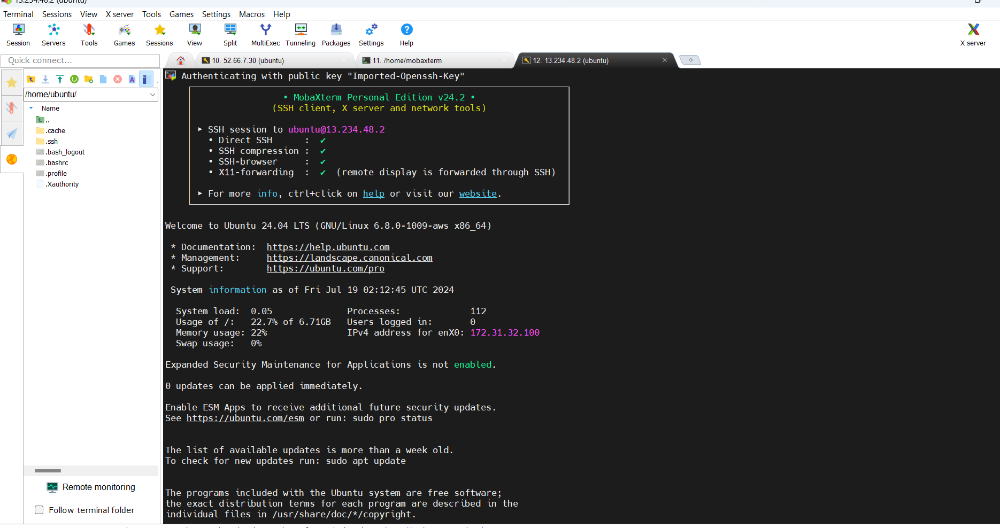 13.234.48.2 (ubuntu)
Terminal Sessions View X server Tools Games Settings Macros Help
Session Servers Tools Games Sessions View Split MultiExec Tunneling Packages Settings Help X server
Quick connect...
10. 52.66.7.30 (ubuntu)
11. /home/mobaxterm
12. 13.234.48.2 (ubuntu)
/home/ubuntu/
Name
..
.cache
.ssh
.bash_logout
.bashrc
.profile
.Xauthority
Remote monitoring
Follow terminal folder
Authenticating with public key "Imported-Openssh-Key"
• MobaXterm Personal Edition v24.2 •
(SSH client, X server and network tools)
➤ SSH session to ubuntu@13.234.48.2
• Direct SSH : ✔
• SSH compression : ✔
• SSH-browser : ✔
• X11-forwarding : ✔ (remote display is forwarded through SSH)
➤ For more info, ctrl+click on help or visit our website.
Welcome to Ubuntu 24.04 LTS (GNU/Linux 6.8.0-1009-aws x86_64)
* Documentation: https://help.ubuntu.com
* Management: https://landscape.canonical.com
* Support: https://ubuntu.com/pro
System information as of Fri Jul 19 02:12:45 UTC 2024
System load: 0.05 Processes: 112
Usage of /: 22.7% of 6.71GB Users logged in: 0
Memory usage: 22% IPv4 address for enX0: 172.31.32.100
Swap usage: 0%
Expanded Security Maintenance for Applications is not enabled.
0 updates can be applied immediately.
Enable ESM Apps to receive additional future security updates.
See https://ubuntu.com/esm or run: sudo pro status
The list of available updates is more than a week old.
To check for new updates run: sudo apt update
The programs included with the Ubuntu system are free software;
the exact distribution terms for each program are described in the
individual files in /usr/share/doc/*/copyright.